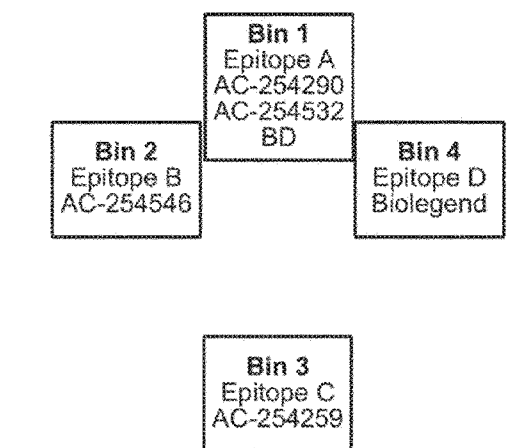 Bin 1
Epitope A
AC-254290
AC-254532
BD
Bin 2
Epitope B
AC-254546
Bin 4
Epitope D
Biolegend
Bin 3
Epitope C
AC-254259